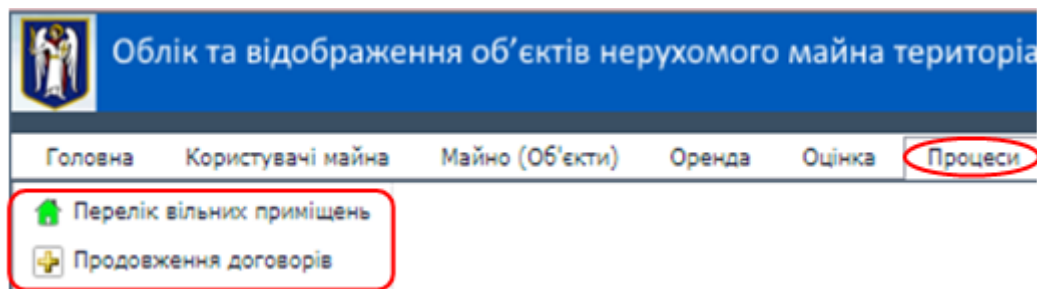 Облік та відображення об’єктів нерухомого майна територіа
Головна Користувачі майна Майно (Об'єкти) Оренда Оцінка Процеси
Перелік вільних приміщень
Продовження договорів